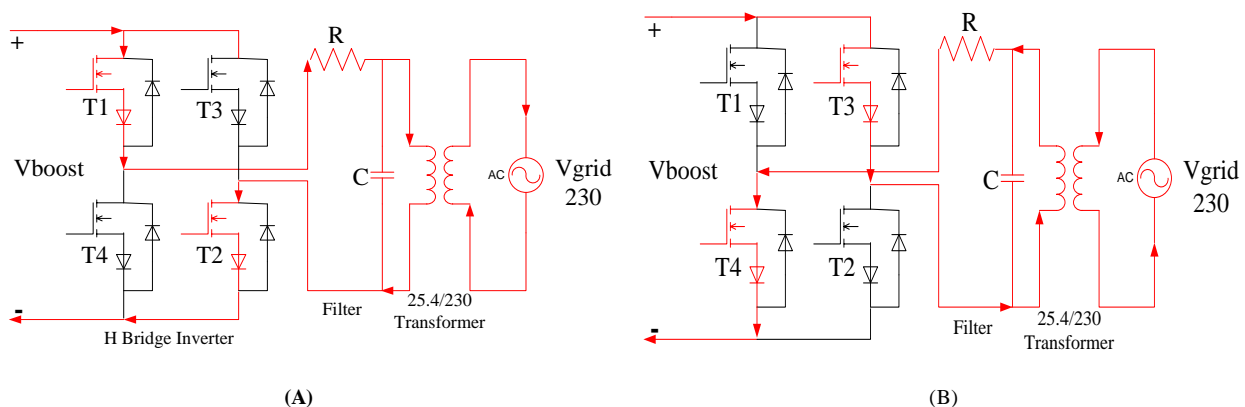 +
R
T1
T3
Vboost
C
AC
Vgrid
230
T4
T2
-
Filter
25.4/230
Transformer
H Bridge Inverter
(A)
+
R
T1
T3
Vboost
C
AC
Vgrid
230
T4
T2
-
Filter
25.4/230
Transformer
(B)